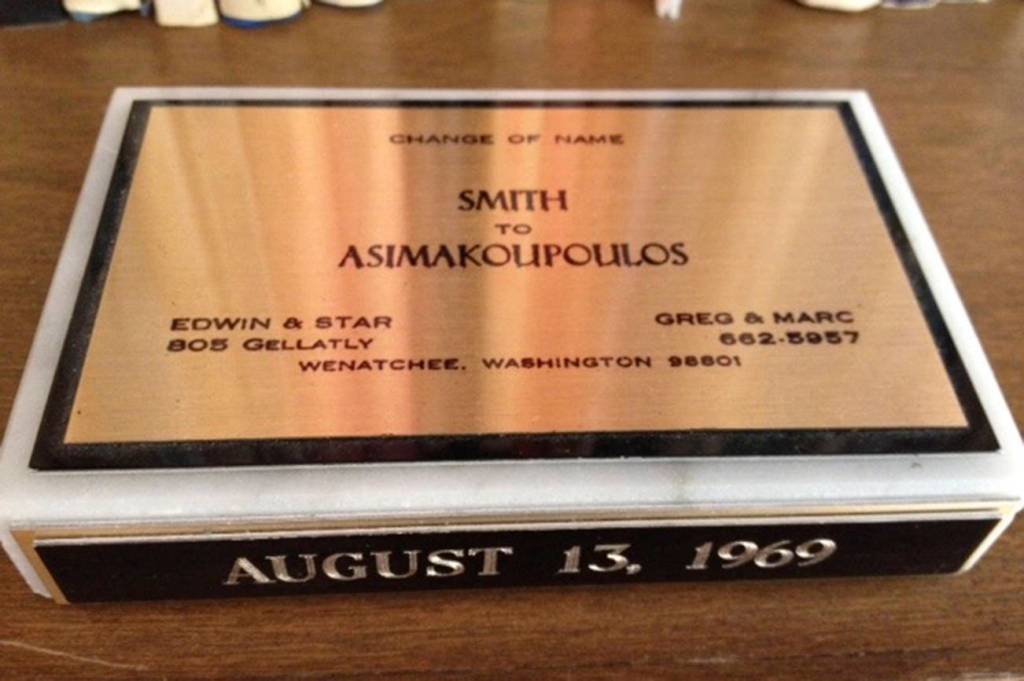 CHANGE OF NAME
SMITH
TO
ASIMAKOUPOULOS
EDWIN & STAR GREG & MARC
805 GELLATLY 662-5957
WENATCHEE, WASHINGTON 98801
AUGUST 13, 1969